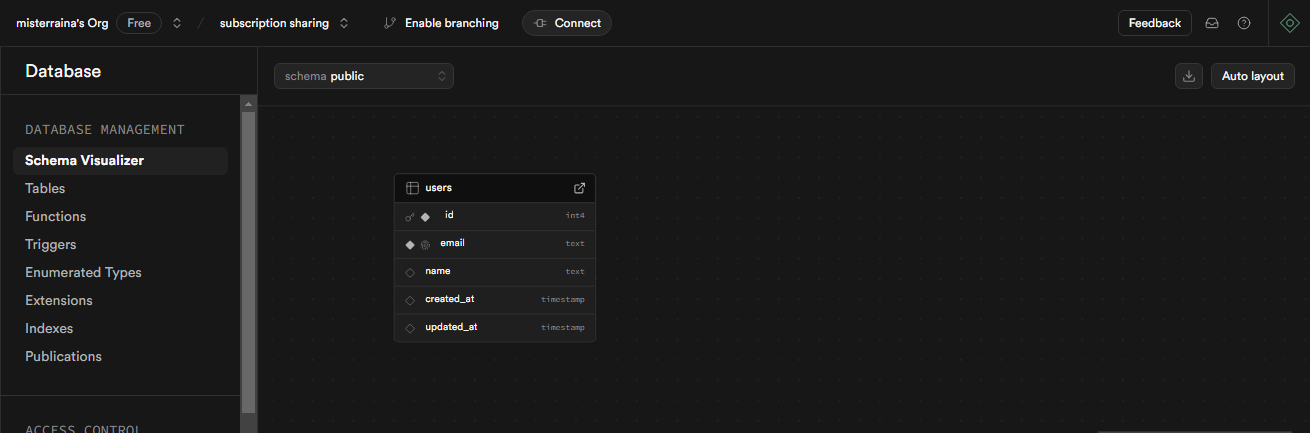 misterraina's Org Free subscription sharing Enable branching Connect Feedback
Database
schema public Auto layout
DATABASE MANAGEMENT
Schema Visualizer
Tables
Functions
Triggers
Enumerated Types
Extensions
Indexes
Publications
ACCESS CONTROL
users
id int4
email text
name text
created_at timestamp
updated_at timestamp